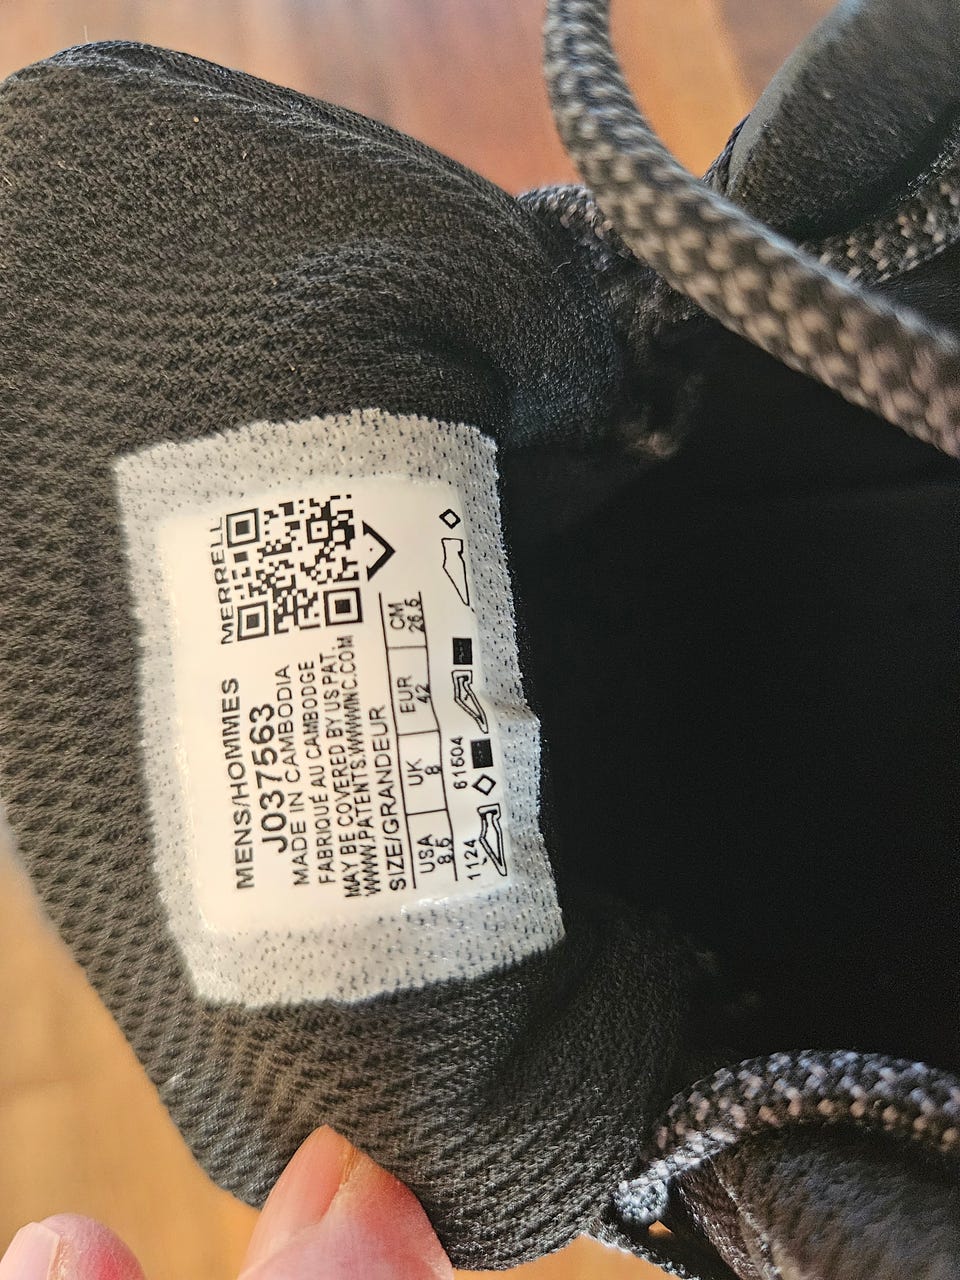 MERRELL
MENS/HOMMES
J037563
MADE IN CAMBODIA
FABRIQUÉ AU CAMBODGE
MAY BE COVERED BY US PAT.
WWW.PATENTS.WWWINC.COM
SIZE/GRANDEUR
USA UK EUR CM
8.5 8 42 26.5
1124 61604